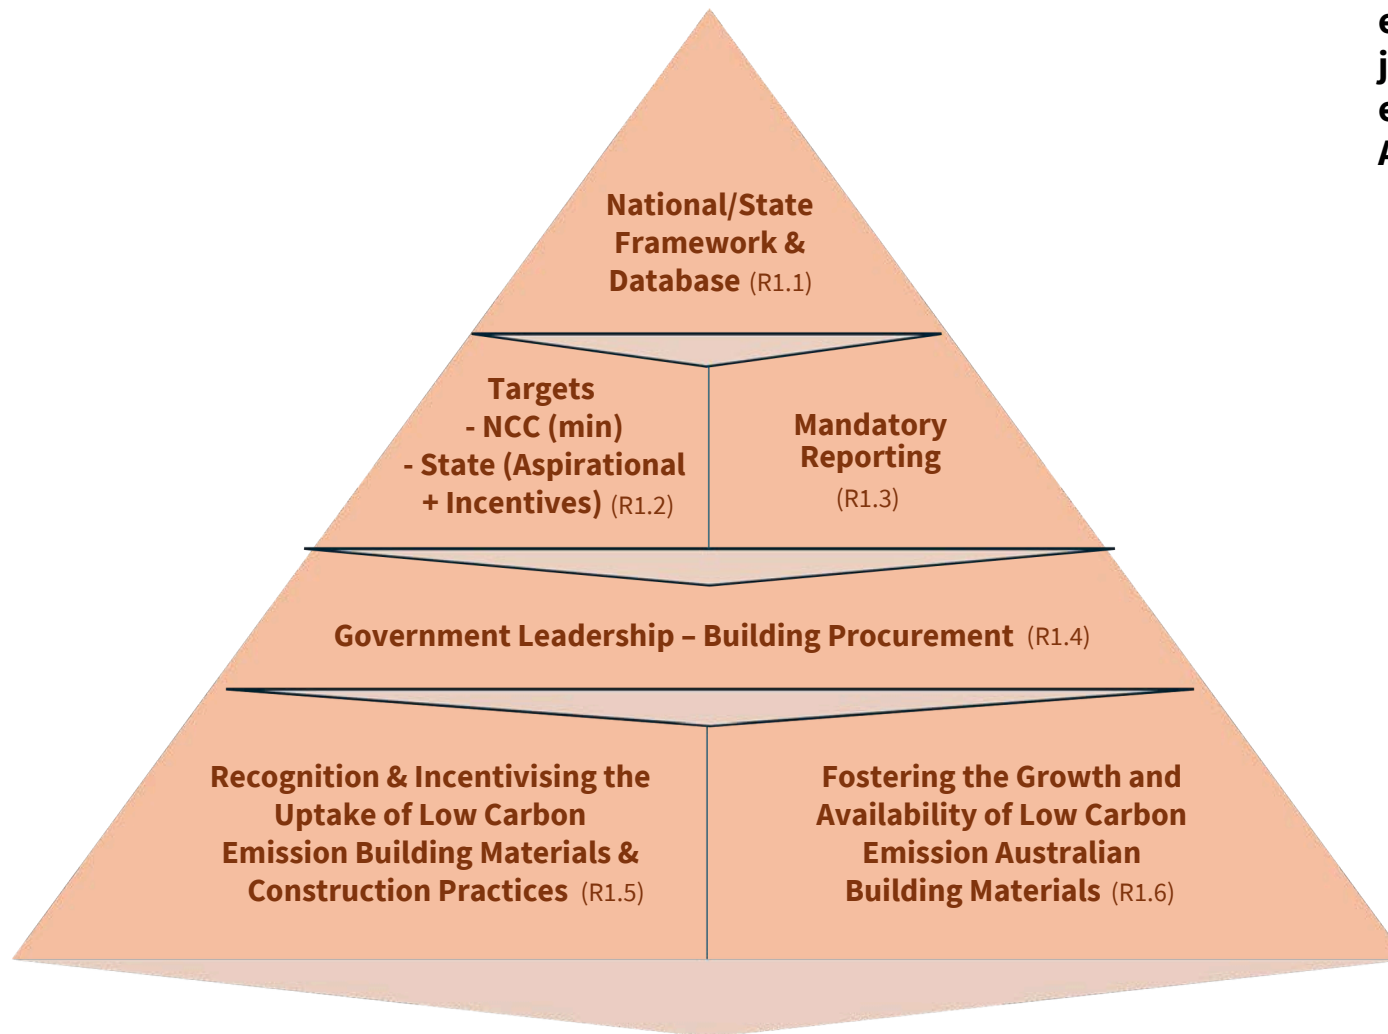 National/State
Framework &
Database (R1.1)
Targets
- NCC (min)
- State (Aspirational
+ Incentives) (R1.2)
Mandatory
Reporting
(R1.3)
Government Leadership – Building Procurement (R1.4)
Recognition & Incentivising the
Uptake of Low Carbon
Emission Building Materials &
Construction Practices (R1.5)
Fostering the Growth and
Availability of Low Carbon
Emission Australian
Building Materials (R1.6)